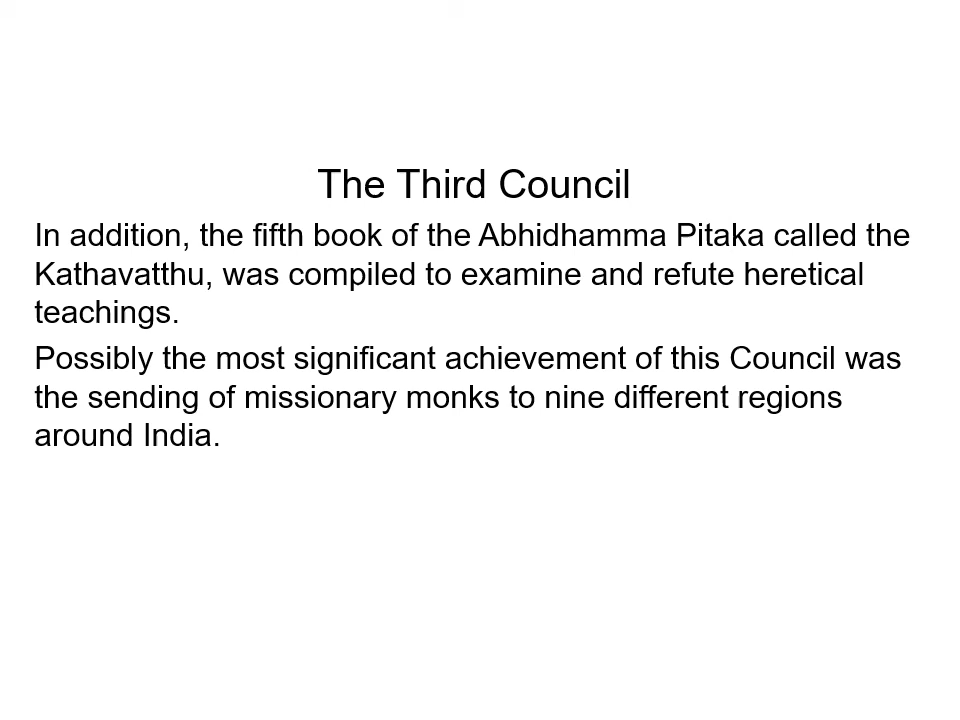 The Third Council
In addition, the fifth book of the Abhidhamma Pitaka called the
Kathavatthu, was compiled to examine and refute heretical
teachings.
Possibly the most significant achievement of this Council was
the sending of missionary monks to nine different regions
around India.